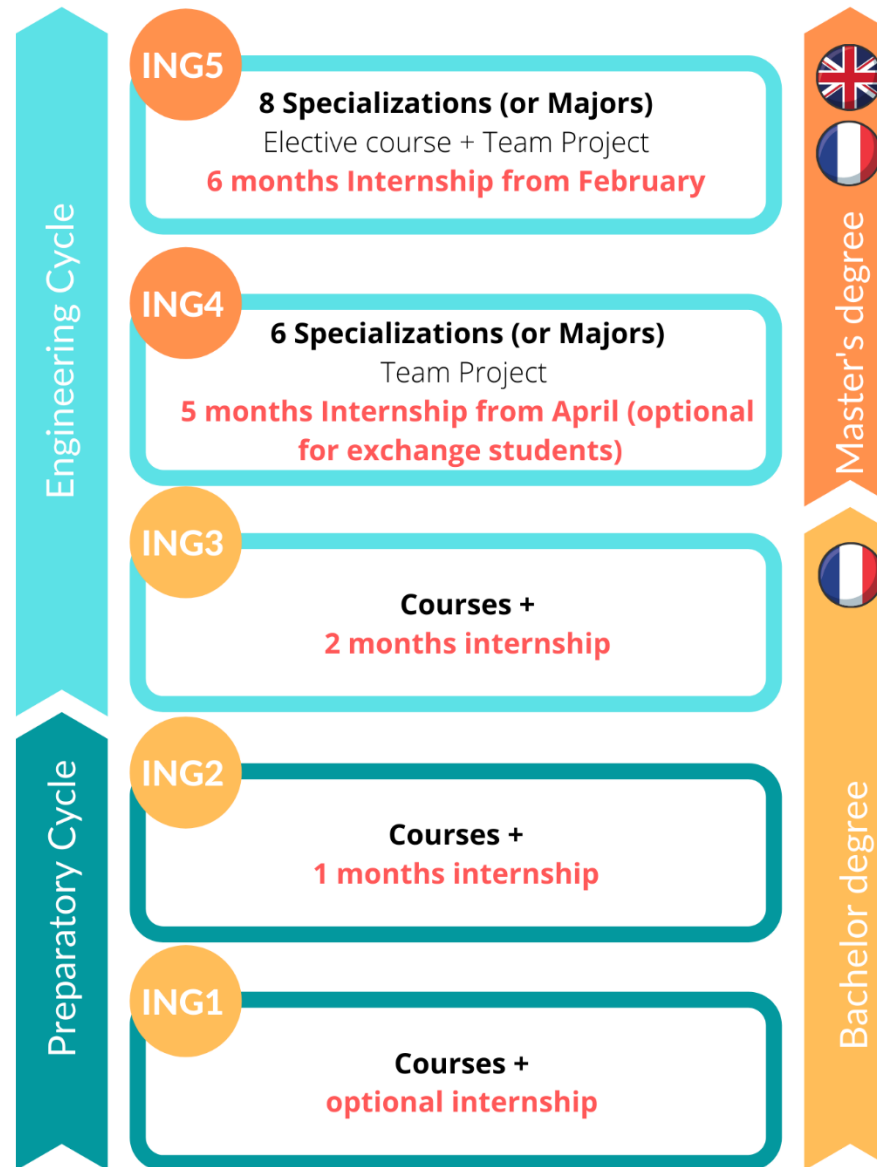 ING5
8 Specializations (or Majors)
Elective course + Team Project
6 months Internship from February
ING4
6 Specializations (or Majors)
Team Project
5 months Internship from April (optional
for exchange students)
ING3
Courses +
2 months internship
ING2
Courses +
1 months internship
ING1
Courses +
optional internship
Engineering Cycle
Preparatory Cycle
Master's degree
Bachelor degree